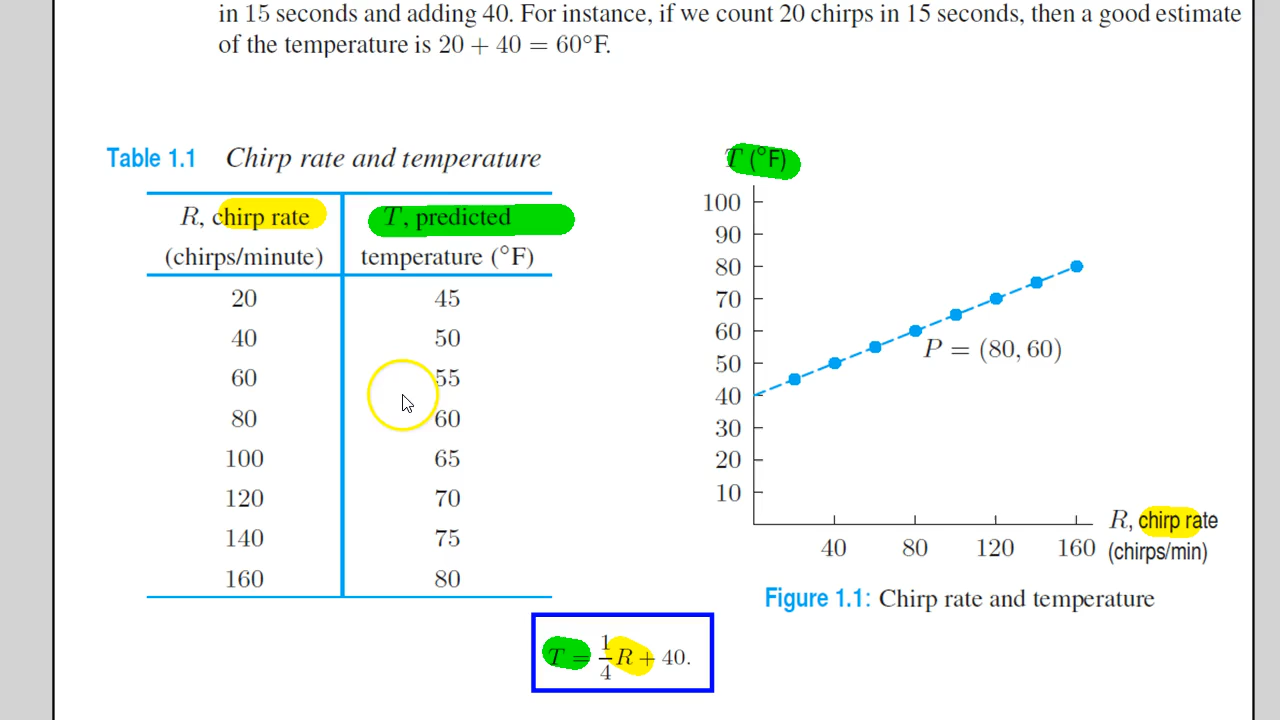 in 15 seconds and adding 40. For instance, if we count 20 chirps in 15 seconds, then a good estimate
of the temperature is 20 + 40 = 60°F.
Table 1.1 Chirp rate and temperature
R, chirp rate T, predicted
(chirps/minute) temperature (°F)
20 45
40 50
60 55
80 60
100 65
120 70
140 75
160 80
T (°F)
100
90
80
70
60
50
40
30
20
10
P = (80, 60)
40 80 120 160
R, chirp rate
(chirps/min)
Figure 1.1: Chirp rate and temperature
T = 1/4 R + 40.